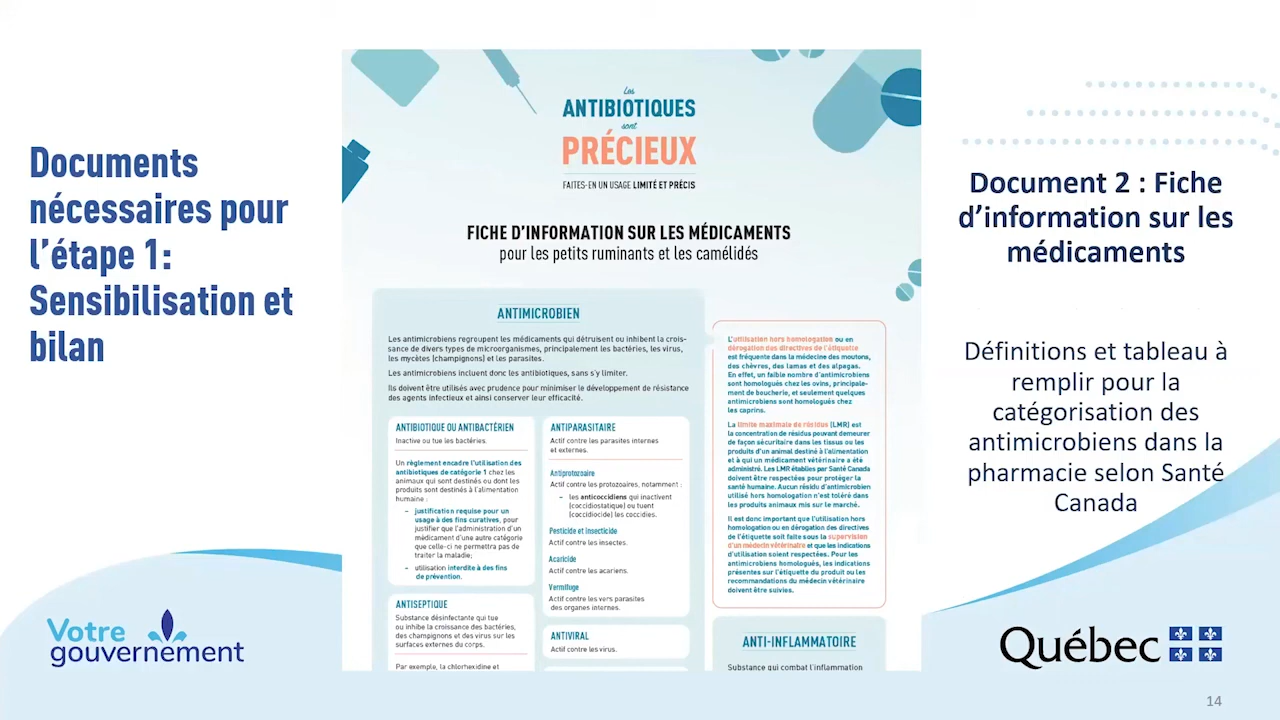 Documents
nécessaires pour
l’étape 1:
Sensibilisation et
bilan
Les
ANTIBIOTIQUES
sont
PRÉCIEUX
FAITES-EN UN USAGE LIMITÉ ET PRÉCIS
FICHE D’INFORMATION SUR LES MÉDICAMENTS
pour les petits ruminants et les camélidés
ANTIMICROBIEN
Les antimicrobiens regroupent les médicaments qui détruisent ou inhibent la crois-
sance de divers types de microorganismes, principalement les bactéries, les virus,
les mycètes (champignons) et les parasites.
Les antimicrobiens incluent donc les antibiotiques, sans s’y limiter.
Ils doivent être utilisés avec prudence pour minimiser le développement de résistance
des agents infectieux et ainsi conserver leur efficacité.
ANTIBIOTIQUE OU ANTIBACTÉRIEN
Inactive ou tue les bactéries.
Un règlement encadre l’utilisation des
antibiotiques de catégorie 1 chez les
animaux qui sont destinés ou dont les
produits sont destinés à l’alimentation
humaine :
– justification requise pour un
usage à des fins curatives, pour
justifier que l’administration d’un
médicament d’une autre catégorie
que celle-ci ne permettra pas de
traiter la maladie;
– utilisation interdite à des fins
de prévention.
ANTISEPTIQUE
Substance désinfectante qui tue
ou inhibe la croissance des bactéries,
des champignons et des virus sur les
surfaces externes du corps.
Par exemple, la chlorhexidine et
ANTIPARASITAIRE
Actif contre les parasites internes
et externes.
Antiprotozoaire
Actif contre les protozoaires, notamment :
– les anticoccidiens qui inactivent
(coccidiostatique) ou tuent
(coccidiocide) les coccidies.
Pesticide et insecticide
Actif contre les insectes.
Acaricide
Actif contre les acariens.
Vermifuge
Actif contre les vers parasites
des organes internes.
ANTIVIRAL
Actif contre les virus.
L’utilisation hors homologation ou en
dérogation des directives de l’étiquette
est fréquente dans la médecine des moutons,
des chèvres, des lamas et des alpagas.
En effet, un faible nombre d’antimicrobiens
sont homologués chez les ovins, principale-
ment de boucherie, et seulement quelques
antimicrobiens sont homologués chez
les caprins.
La limite maximale de résidus (LMR) est
la concentration de résidus pouvant demeurer
de façon sécuritaire dans les tissus ou les
produits d’un animal destiné à l’alimentation
et à qui un médicament vétérinaire a été
administré. Les LMR établies par Santé Canada
doivent être respectées pour protéger la
santé humaine. Aucun résidu d’antimicrobien
utilisé hors homologation n’est toléré dans
les produits animaux mis sur le marché.
Il est donc important que l’utilisation hors
homologation ou en dérogation des directives
de l’étiquette soit faite sous la supervision
d’un médecin vétérinaire et que les indications
d’utilisation soient respectées. Pour les
antimicrobiens homologués, les indications
présentes sur l’étiquette du produit ou les
recommandations du médecin vétérinaire
doivent être suivies.
ANTI-INFLAMMATOIRE
Substance qui combat l’inflammation
Document 2 : Fiche
d’information sur les
médicaments
Définitions et tableau à
remplir pour la
catégorisation des
antimicrobiens dans la
pharmacie selon Santé
Canada
Votre
gouvernement
Québec
14